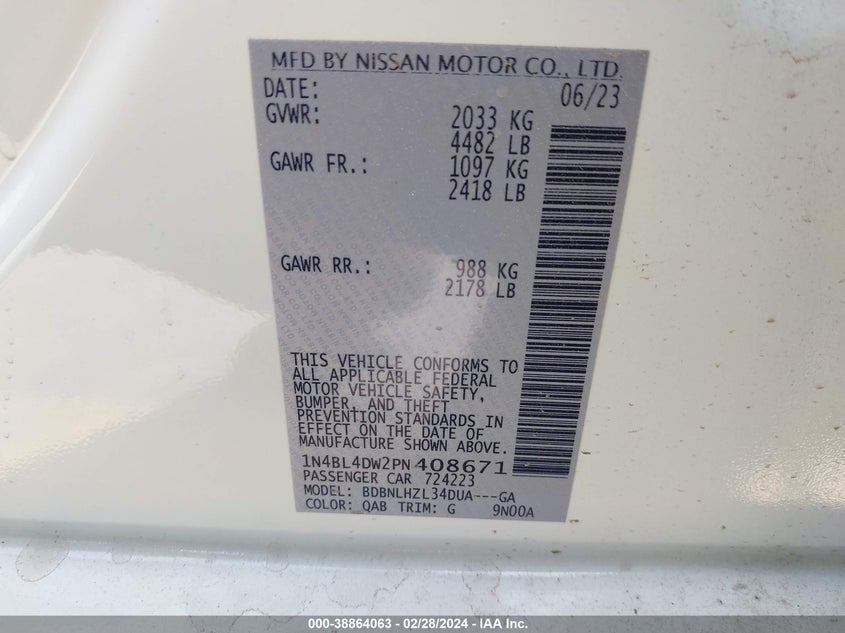 MFD BY NISSAN MOTOR CO., LTD.
DATE: 06/23
GVWR: 2033 KG
4482 LB
GAWR FR.: 1097 KG
2418 LB
GAWR RR.: 988 KG
2178 LB
THIS VEHICLE CONFORMS TO
ALL APPLICABLE FEDERAL
MOTOR VEHICLE SAFETY,
BUMPER, AND THEFT
PREVENTION STANDARDS IN
EFFECT ON THE DATE OF
MANUFACTURE SHOWN ABOVE.
1N4BL4DW2PN408671
PASSENGER CAR 724223
MODEL: BDBNLHZL34DUA---GA
COLOR: QAB TRIM: G 9N00A
000-38864063 - 02/28/2024 - IAA Inc.